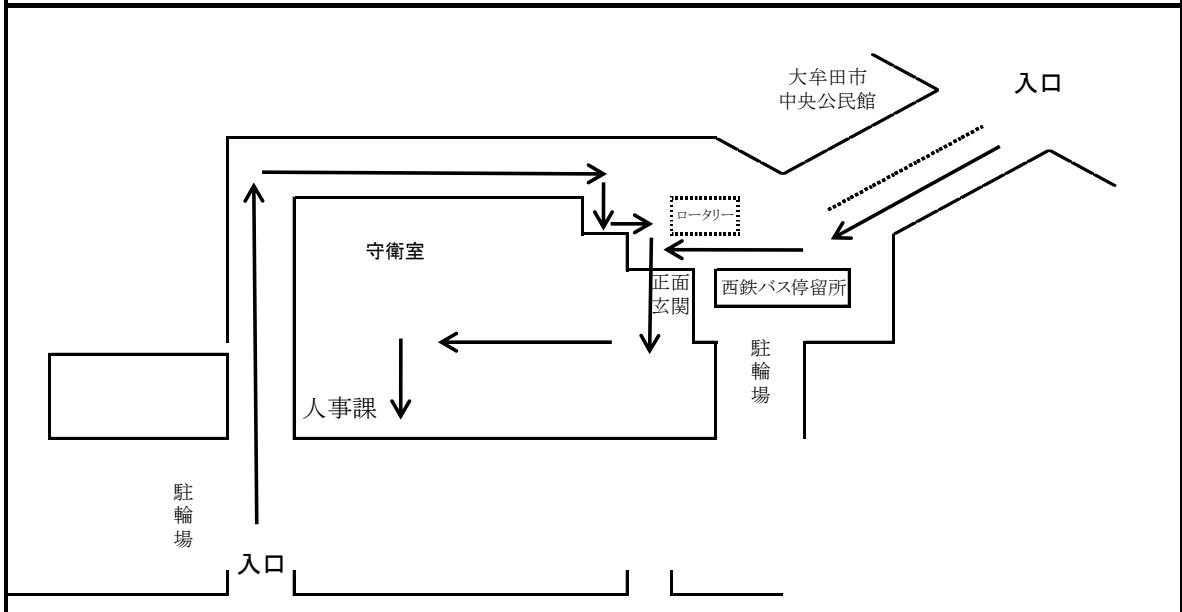 大牟田市
中央公民館
入口
ロータリー
守衛室
正面
玄関
西鉄バス停留所
駐
輪
場
人事課
駐
輪
場
入口